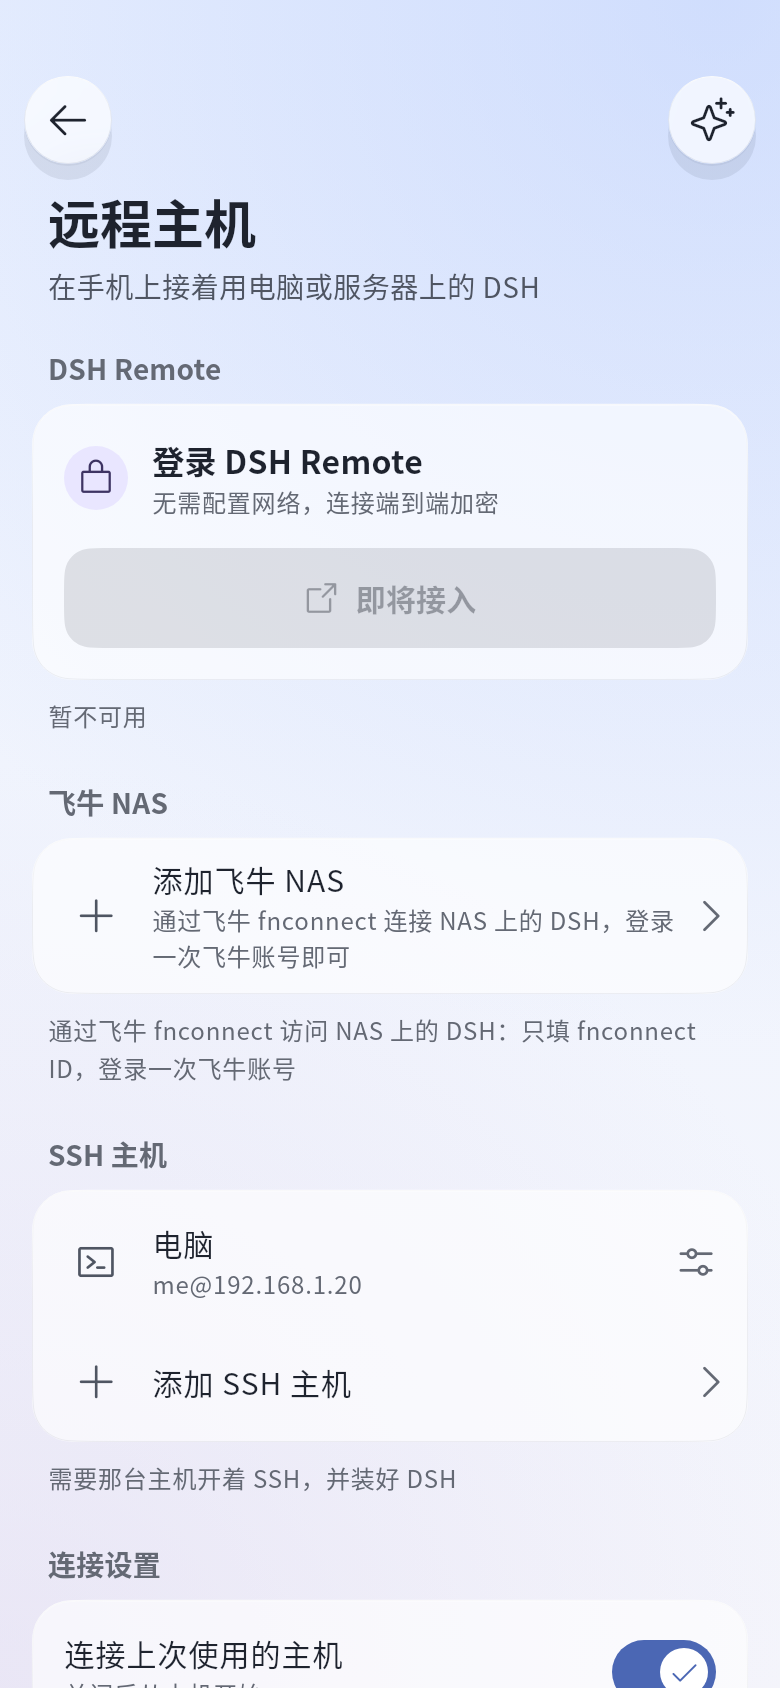 远程主机
在手机上接着用电脑或服务器上的 DSH
DSH Remote
登录 DSH Remote
无需配置网络，连接端到端加密
即将接入
暂不可用
飞牛 NAS
添加飞牛 NAS
通过飞牛 fnconnect 连接 NAS 上的 DSH，登录
一次飞牛账号即可
通过飞牛 fnconnect 访问 NAS 上的 DSH：只填 fnconnect
ID，登录一次飞牛账号
SSH 主机
电脑
me@192.168.1.20
添加 SSH 主机
需要那台主机开着 SSH，并装好 DSH
连接设置
连接上次使用的主机